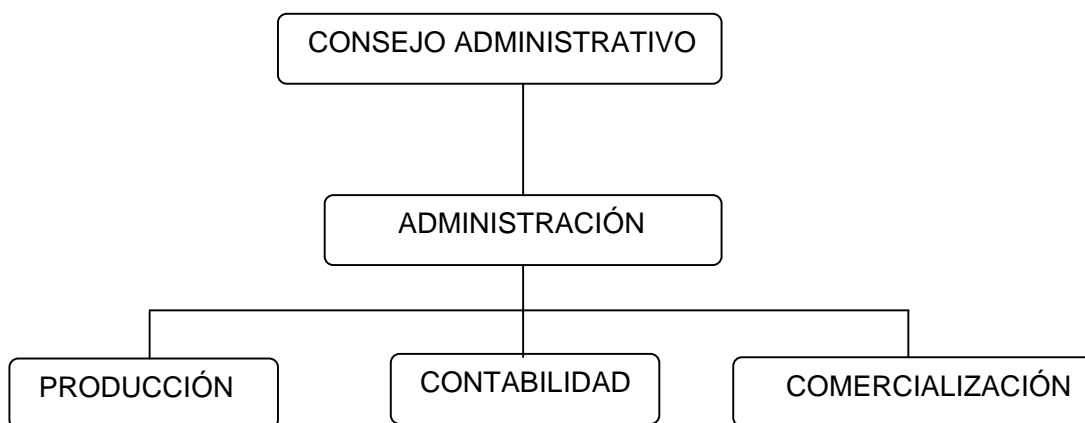 CONSEJO ADMINISTRATIVO
ADMINISTRACIÓN
PRODUCCIÓN
CONTABILIDAD
COMERCIALIZACIÓN